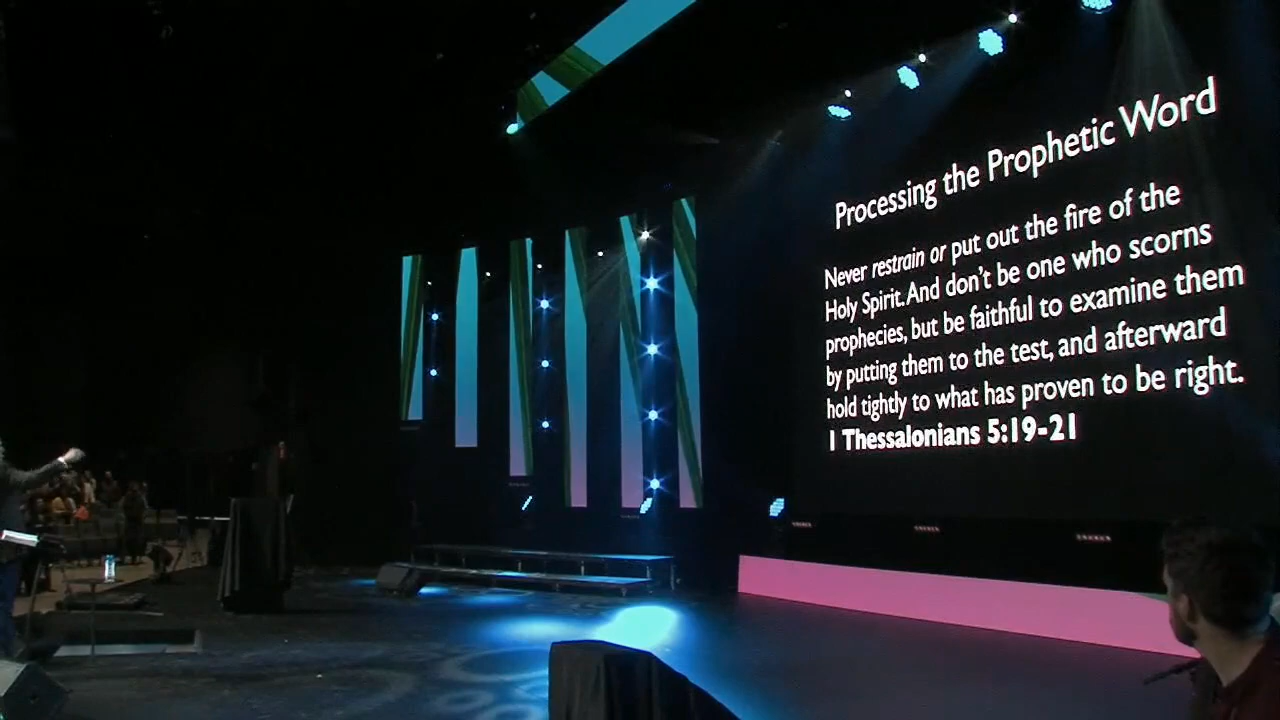 Processing the Prophetic Word
Never restrain or put out the fire of the
Holy Spirit. And don't be one who scorns
prophecies, but be faithful to examine them
by putting them to the test, and afterward
hold tightly to what has proven to be right.
1 Thessalonians 5:19-21